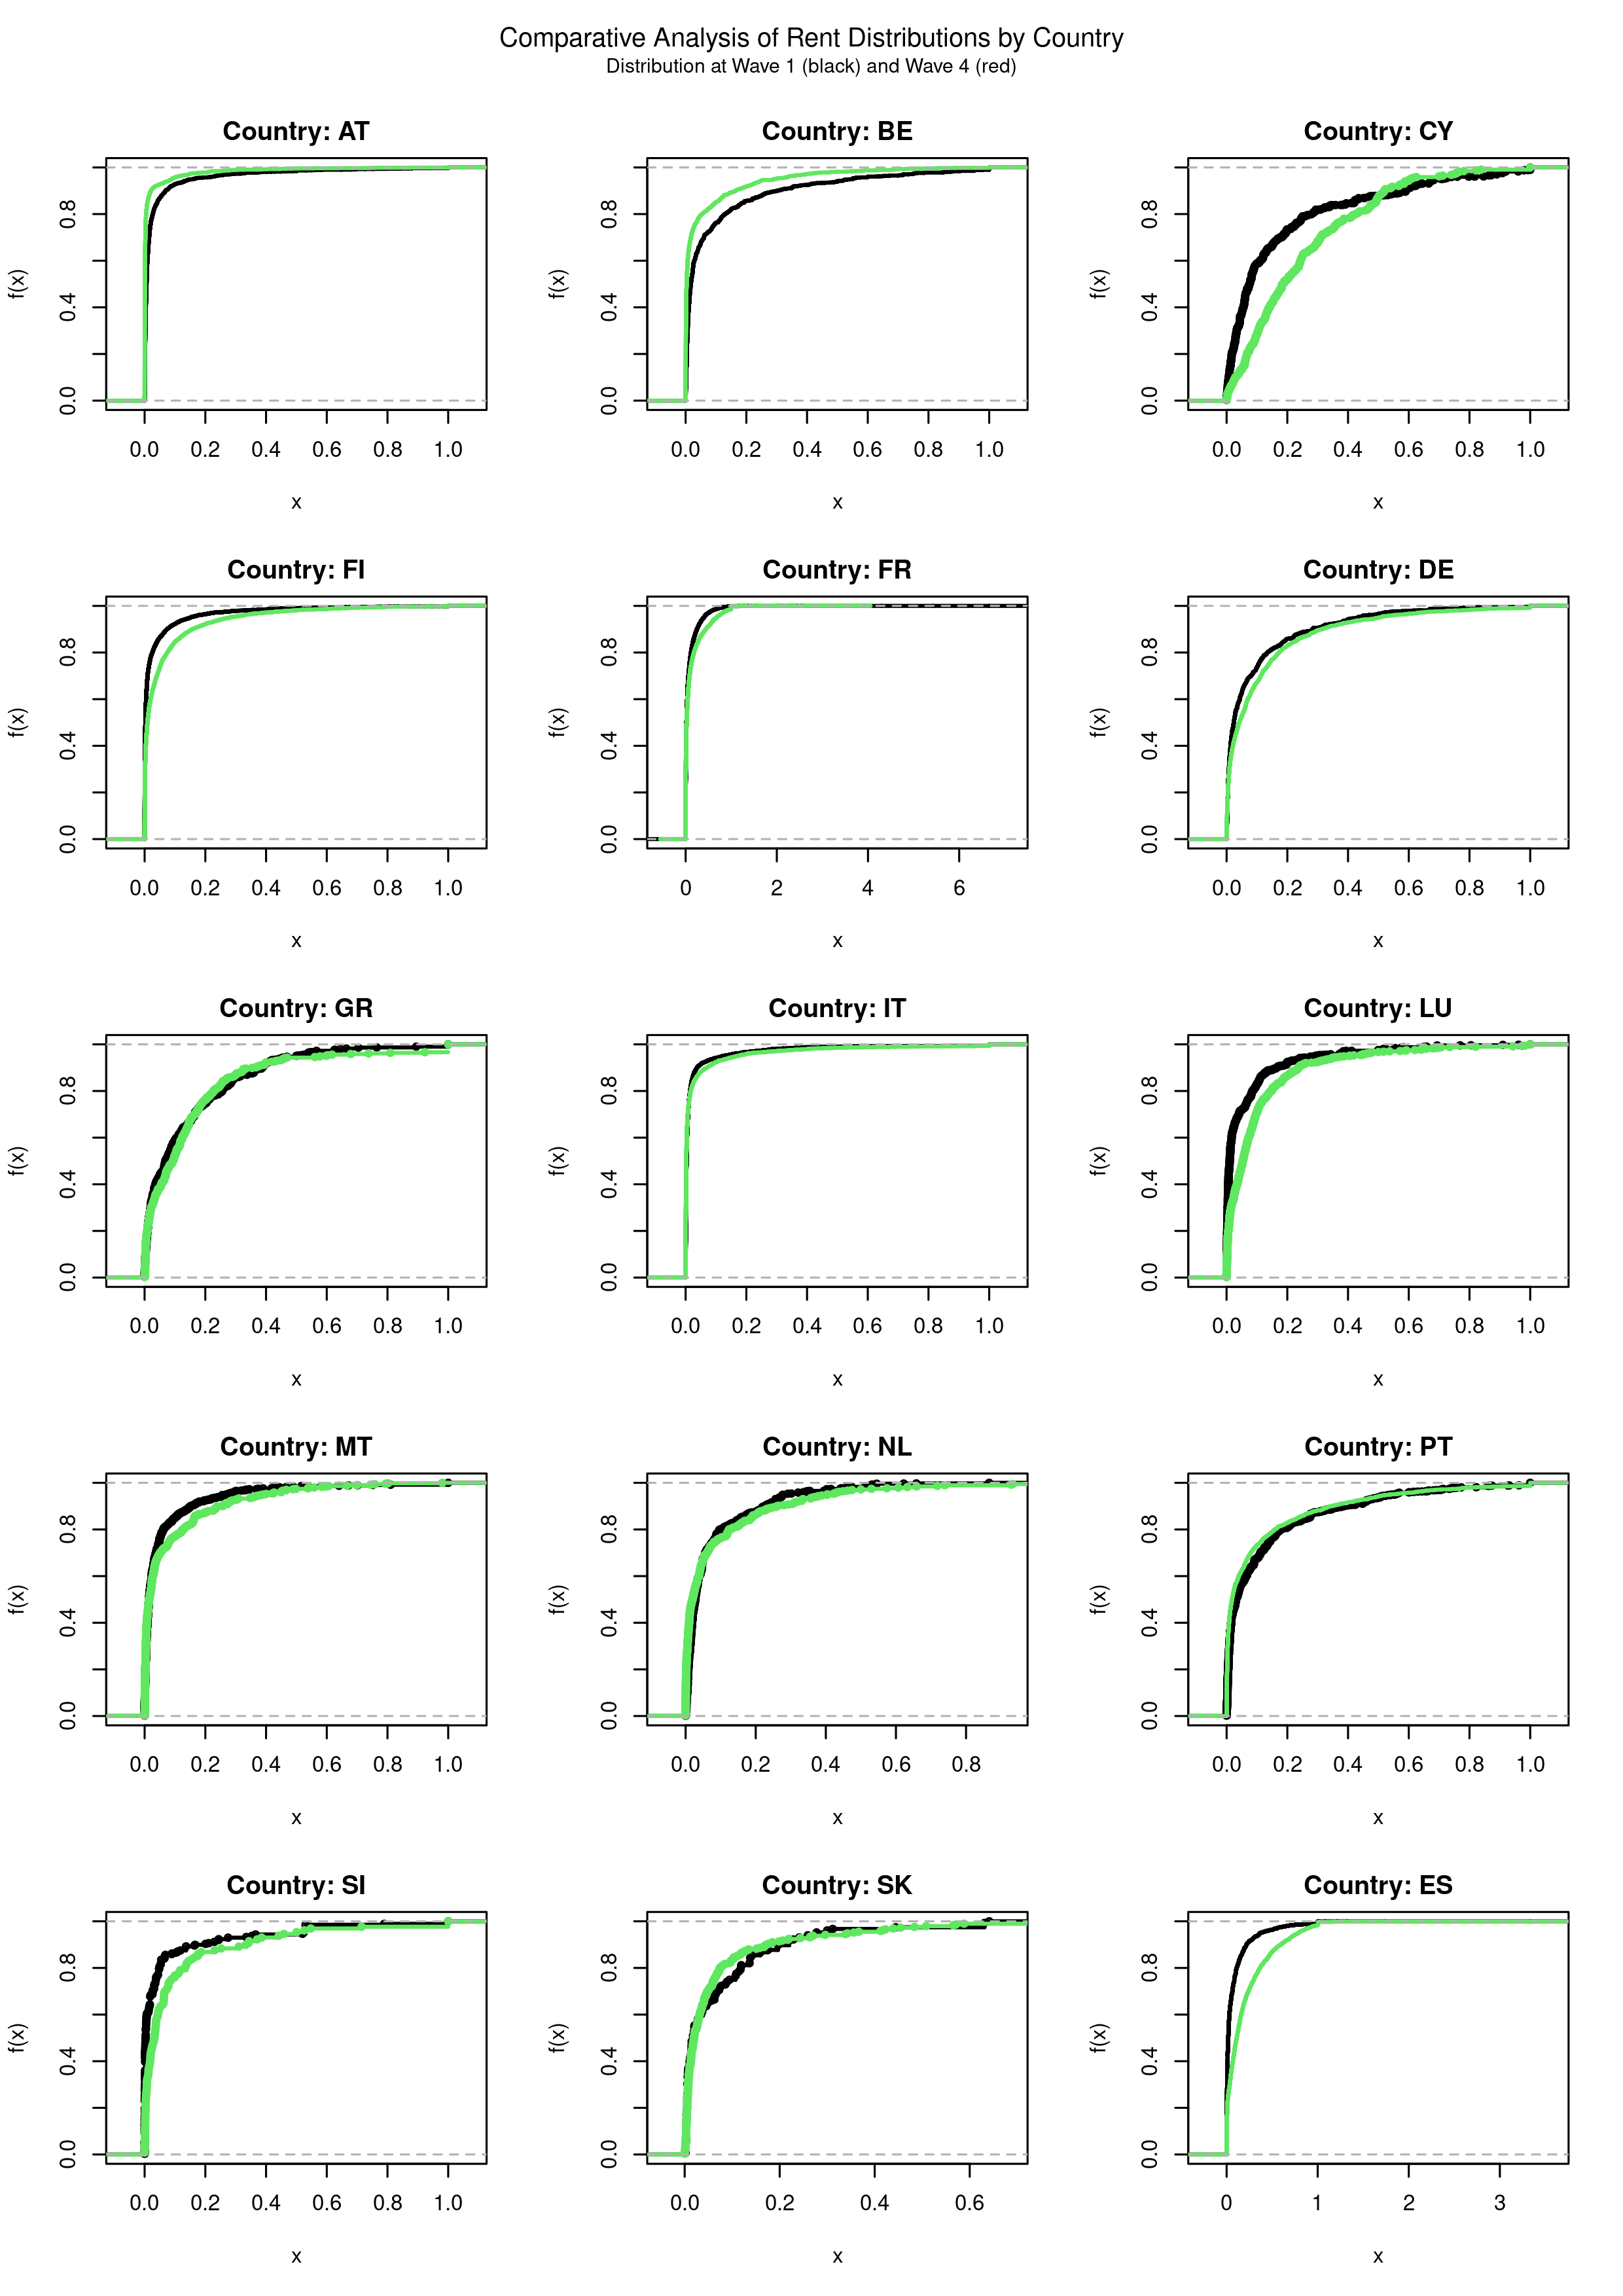 Comparative Analysis of Rent Distributions by Country
Distribution at Wave 1 (black) and Wave 4 (red)
Country: AT
f(x)
0.0 0.4 0.8
0.0 0.2 0.4 0.6 0.8 1.0
x
Country: BE
f(x)
0.0 0.4 0.8
0.0 0.2 0.4 0.6 0.8 1.0
x
Country: CY
f(x)
0.0 0.4 0.8
0.0 0.2 0.4 0.6 0.8 1.0
x
Country: FI
f(x)
0.0 0.4 0.8
0.0 0.2 0.4 0.6 0.8 1.0
x
Country: FR
f(x)
0.0 0.4 0.8
0 2 4 6
x
Country: DE
f(x)
0.0 0.4 0.8
0.0 0.2 0.4 0.6 0.8 1.0
x
Country: GR
f(x)
0.0 0.4 0.8
0.0 0.2 0.4 0.6 0.8 1.0
x
Country: IT
f(x)
0.0 0.4 0.8
0.0 0.2 0.4 0.6 0.8 1.0
x
Country: LU
f(x)
0.0 0.4 0.8
0.0 0.2 0.4 0.6 0.8 1.0
x
Country: MT
f(x)
0.0 0.4 0.8
0.0 0.2 0.4 0.6 0.8 1.0
x
Country: NL
f(x)
0.0 0.4 0.8
0.0 0.2 0.4 0.6 0.8
x
Country: PT
f(x)
0.0 0.4 0.8
0.0 0.2 0.4 0.6 0.8 1.0
x
Country: SI
f(x)
0.0 0.4 0.8
0.0 0.2 0.4 0.6 0.8 1.0
x
Country: SK
f(x)
0.0 0.4 0.8
0.0 0.2 0.4 0.6
x
Country: ES
f(x)
0.0 0.4 0.8
0 1 2 3
x